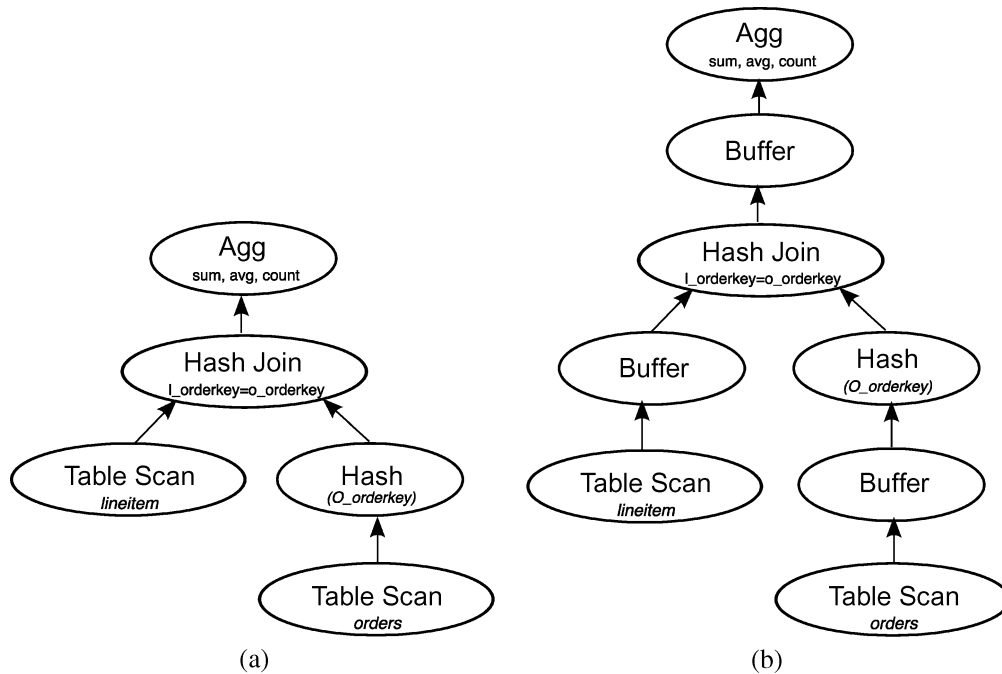 Agg
sum, avg, count
Hash Join
l_orderkey=o_orderkey
Table Scan
lineitem
Hash
(O_orderkey)
Table Scan
orders
(a)
Agg
sum, avg, count
Buffer
Hash Join
l_orderkey=o_orderkey
Buffer
Hash
(O_orderkey)
Table Scan
lineitem
Buffer
Table Scan
orders
(b)